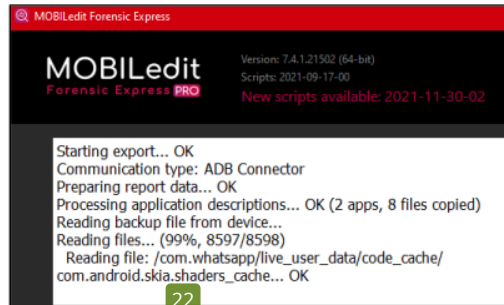 MOBILedit Forensic Express
MOBILedit
Forensic Express PRO
Version: 7.4.1.21502 (64-bit)
Scripts: 2021-09-17-00
New scripts available: 2021-11-30-02
Starting export... OK
Communication type: ADB Connector
Preparing report data... OK
Processing application descriptions... OK (2 apps, 8 files copied)
Reading backup file from device...
Reading files... (99%, 8597/8598)
Reading file: /com.whatsapp/live_user_data/code_cache/
com.android.skia.shaders_cache... OK
22